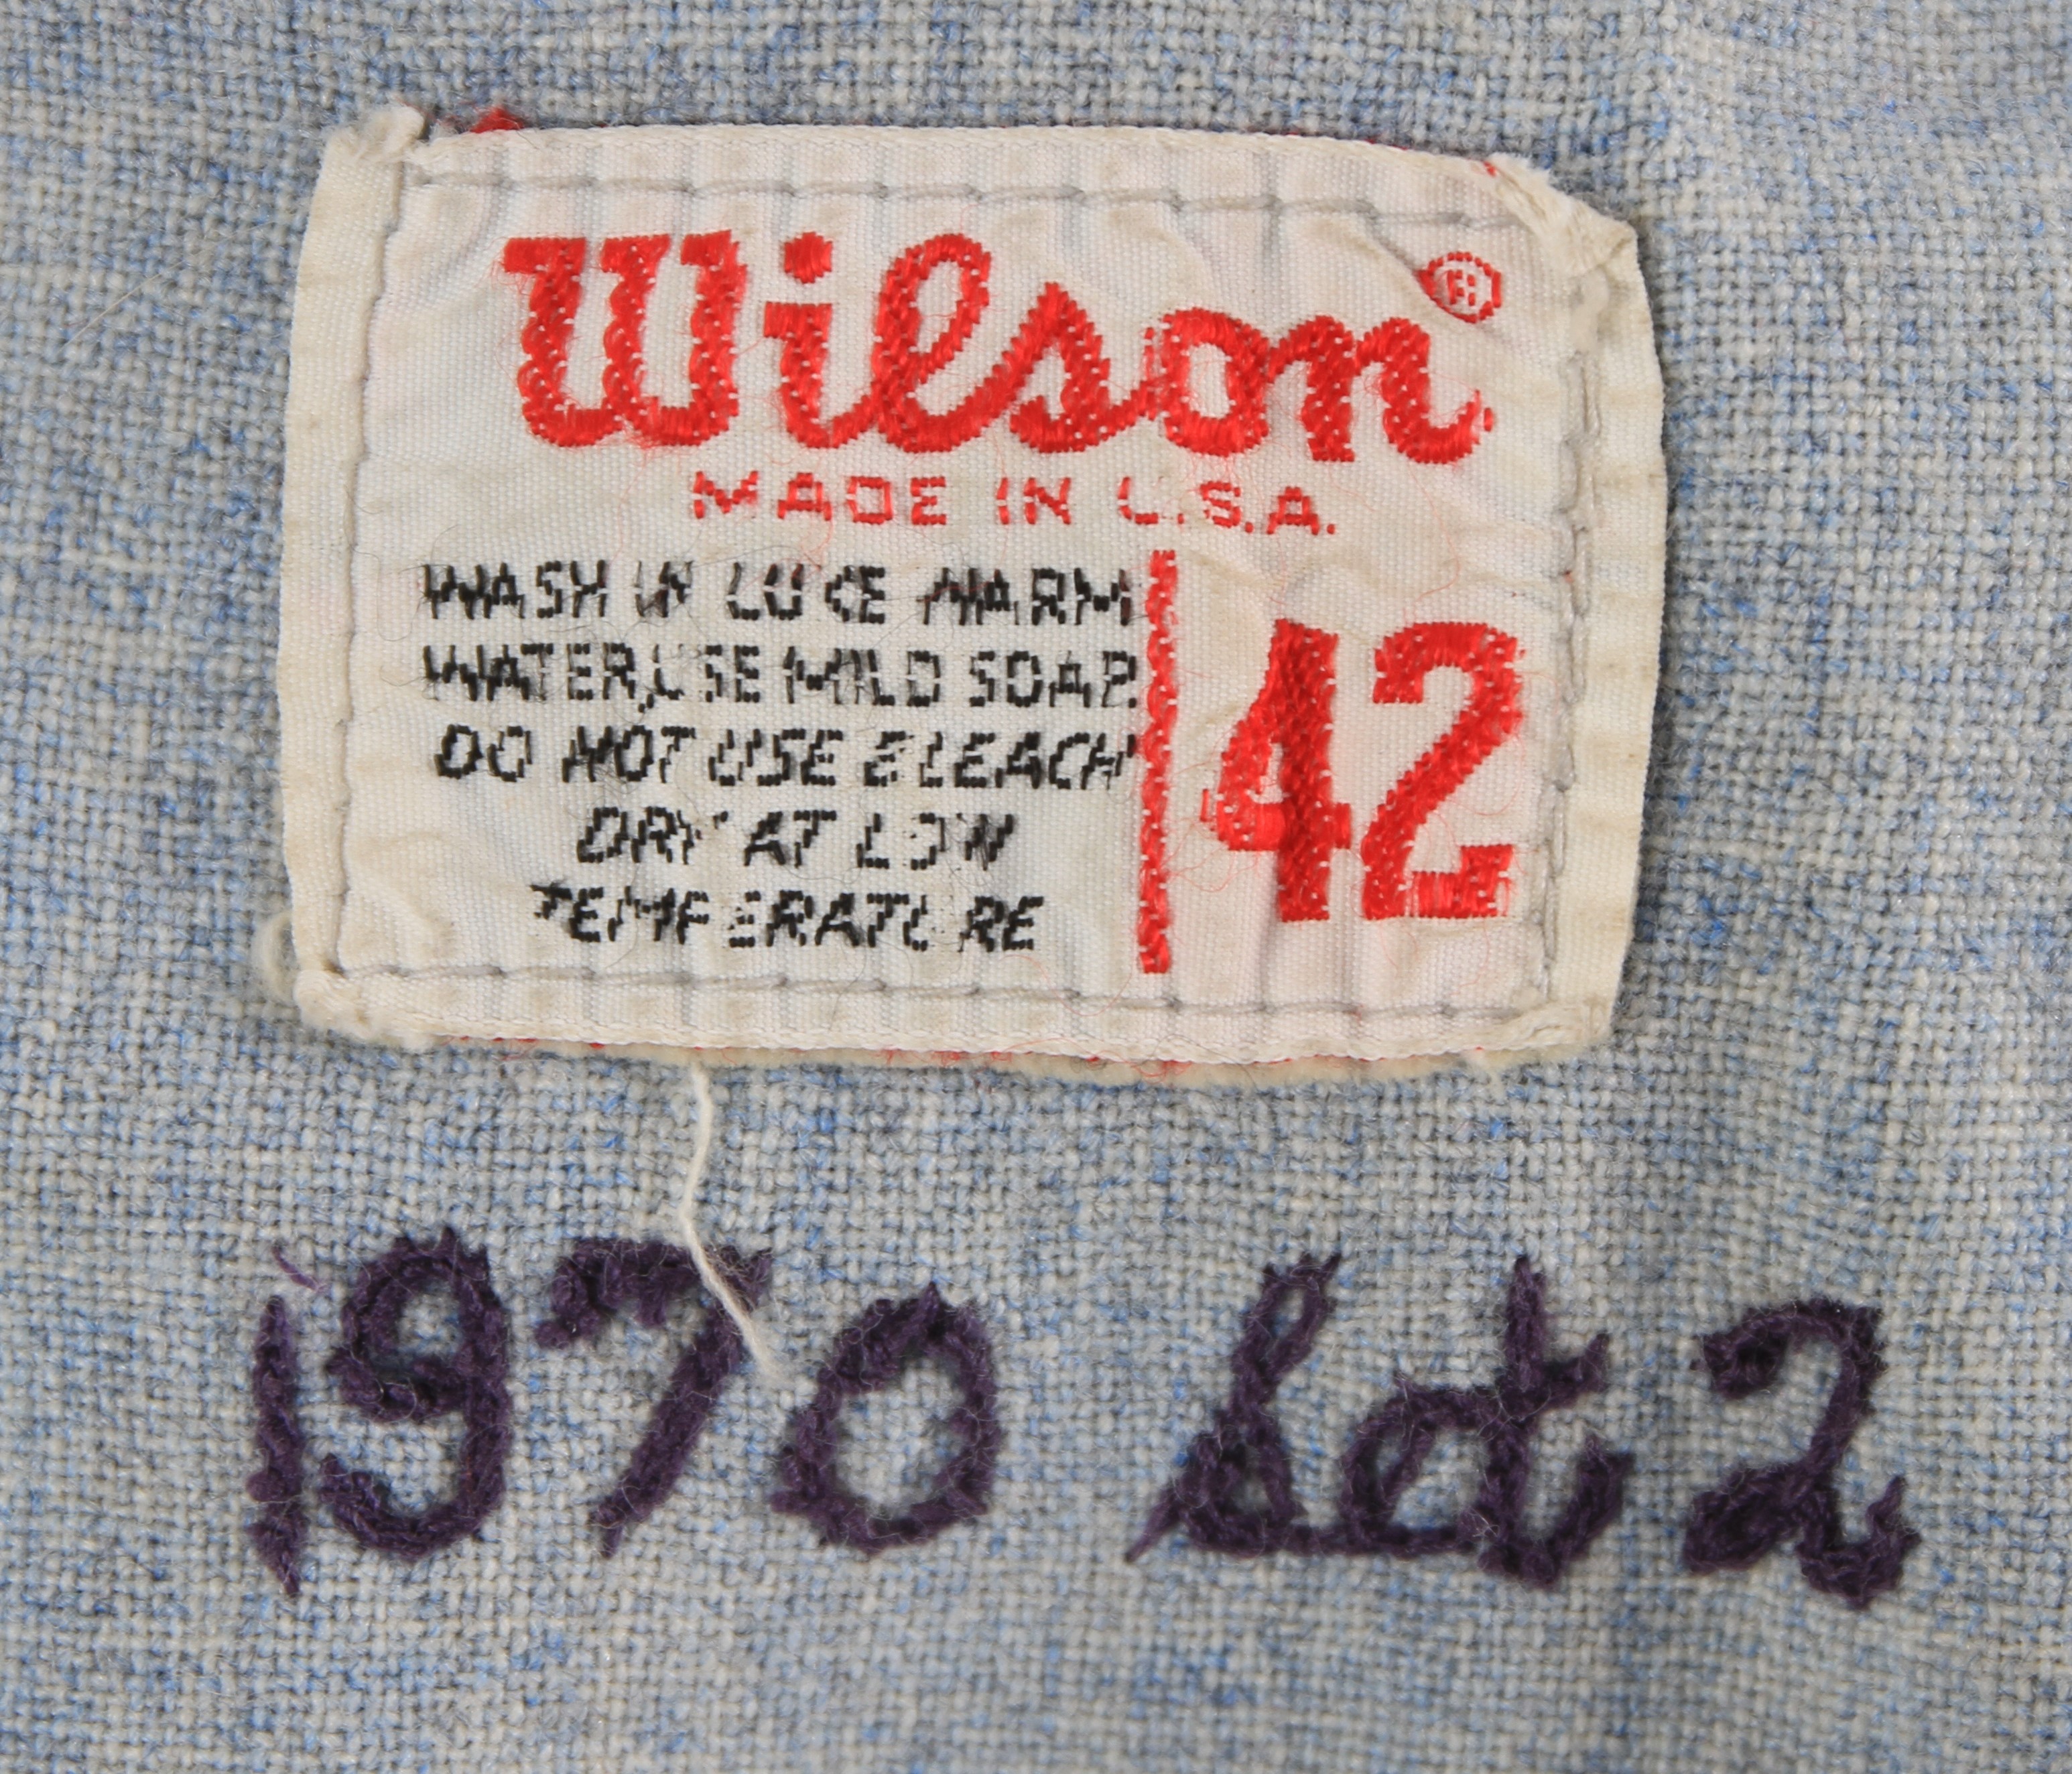 Wilson®
MADE IN U.S.A.
WASH IN LUKE WARM
WATER, USE MILD SOAP.
DO NOT USE BLEACH
DRY AT LOW
TEMPERATURE
42
1970 Set 2